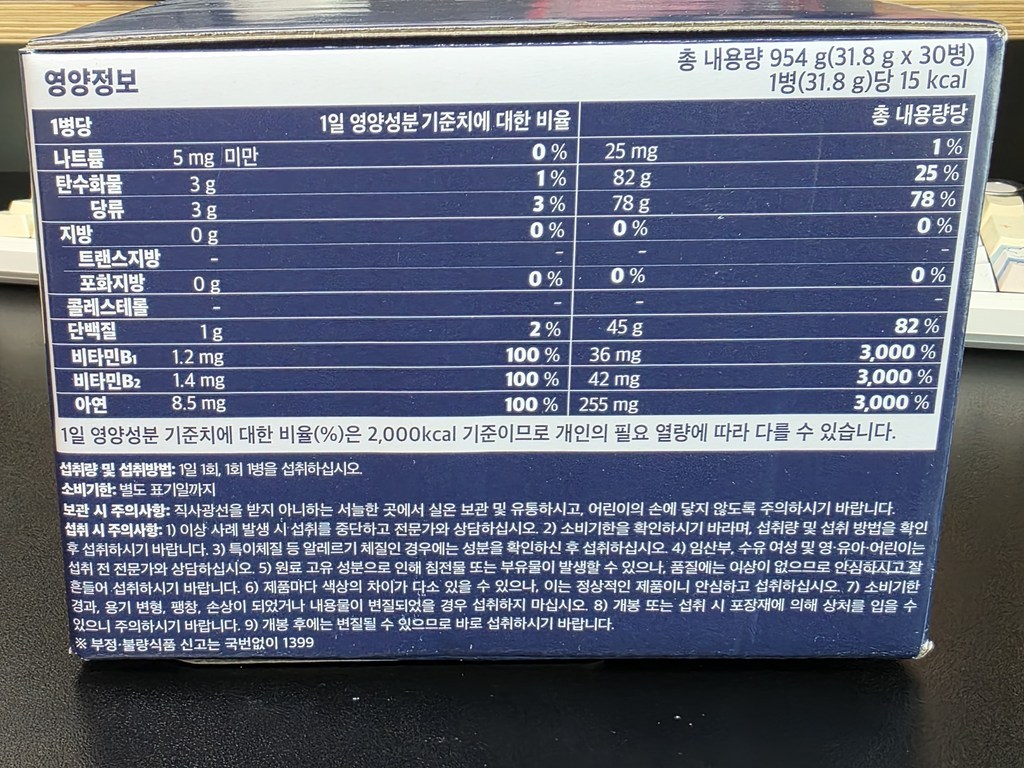 영양정보
총 내용량 954 g(31.8 g x 30병)
1병(31.8 g)당 15 kcal
1병당 1일 영양성분 기준치에 대한 비율 총 내용량당
나트륨 5 mg 미만 0 % 25 mg 1 %
탄수화물 3 g 1 % 82 g 25 %
당류 3 g 3 % 78 g 78 %
지방 0 g 0 % 0 % 0 %
트랜스지방 – – – –
포화지방 0 g 0 % 0 % 0 %
콜레스테롤 – – – –
단백질 1 g 2 % 45 g 82 %
비타민B1 1.2 mg 100 % 36 mg 3,000 %
비타민B2 1.4 mg 100 % 42 mg 3,000 %
아연 8.5 mg 100 % 255 mg 3,000 %
1일 영양성분 기준치에 대한 비율(%)은 2,000kcal 기준이므로 개인의 필요 열량에 따라 다를 수 있습니다.
섭취량 및 섭취방법: 1일 1회, 1회 1병을 섭취하십시오.
소비기한: 별도 표기일까지
보관 시 주의사항: 직사광선을 받지 아니하는 서늘한 곳에서 실온 보관 및 유통하시고, 어린이의 손에 닿지 않도록 주의하시기 바랍니다.
섭취 시 주의사항: 1) 이상 사례 발생 시 섭취를 중단하고 전문가와 상담하십시오. 2) 소비기한을 확인하시기 바라며, 섭취량 및 섭취 방법을 확인
후 섭취하시기 바랍니다. 3) 특이체질 등 알레르기 체질인 경우에는 성분을 확인하신 후 섭취하십시오. 4) 임산부, 수유 여성 및 영·유아·어린이는
섭취 전 전문가와 상담하십시오. 5) 원료 고유 성분으로 인해 침전물 또는 부유물이 발생할 수 있으나, 품질에는 이상이 없으므로 안심하시고 잘
흔들어 섭취하시기 바랍니다. 6) 제품마다 색상의 차이가 다소 있을 수 있으나, 이는 정상적인 제품이니 안심하고 섭취하십시오. 7) 소비기한
경과, 용기 변형, 팽창, 손상이 되었거나 내용물이 변질되었을 경우 섭취하지 마십시오. 8) 개봉 또는 섭취 시 포장재에 의해 상처를 입을 수
있으니 주의하시기 바랍니다. 9) 개봉 후에는 변질될 수 있으므로 바로 섭취하시기 바랍니다.
※ 부정·불량식품 신고는 국번없이 1399